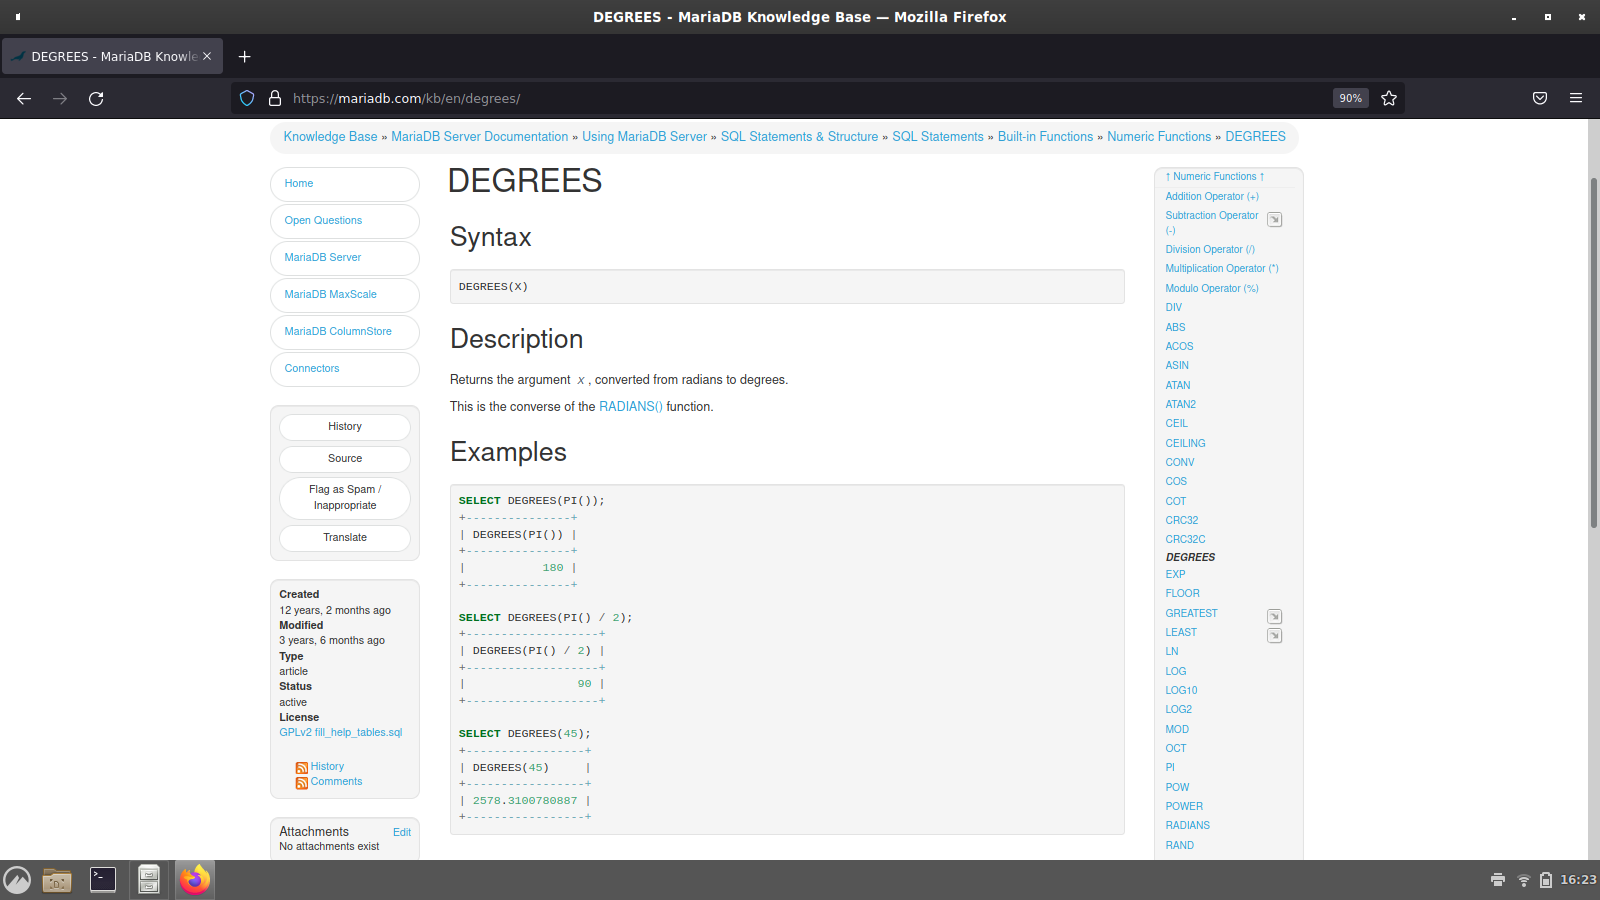 DEGREES - MariaDB Knowledge Base — Mozilla Firefox
DEGREES - MariaDB Knowle
https://mariadb.com/kb/en/degrees/
90%
Knowledge Base » MariaDB Server Documentation » Using MariaDB Server » SQL Statements & Structure » SQL Statements » Built-in Functions » Numeric Functions » DEGREES
Home
Open Questions
MariaDB Server
MariaDB MaxScale
MariaDB ColumnStore
Connectors
History
Source
Flag as Spam /
Inappropriate
Translate
Created
12 years, 2 months ago
Modified
3 years, 6 months ago
Type
article
Status
active
License
GPLv2 fill_help_tables.sql
History
Comments
Attachments
Edit
No attachments exist
DEGREES
Syntax
DEGREES(X)
Description
Returns the argument x, converted from radians to degrees.
This is the converse of the RADIANS() function.
Examples
SELECT DEGREES(PI());
+---------------+
| DEGREES(PI()) |
+---------------+
|           180 |
+---------------+
SELECT DEGREES(PI() / 2);
+-------------------+
| DEGREES(PI() / 2) |
+-------------------+
|                90 |
+-------------------+
SELECT DEGREES(45);
+-----------------+
| DEGREES(45)     |
+-----------------+
| 2578.3100780887 |
+-----------------+
↑ Numeric Functions ↑
Addition Operator (+)
Subtraction Operator
(-)
Division Operator (/)
Multiplication Operator (*)
Modulo Operator (%)
DIV
ABS
ACOS
ASIN
ATAN
ATAN2
CEIL
CEILING
CONV
COS
COT
CRC32
CRC32C
DEGREES
EXP
FLOOR
GREATEST
LEAST
LN
LOG
LOG10
LOG2
MOD
OCT
PI
POW
POWER
RADIANS
RAND
16:23